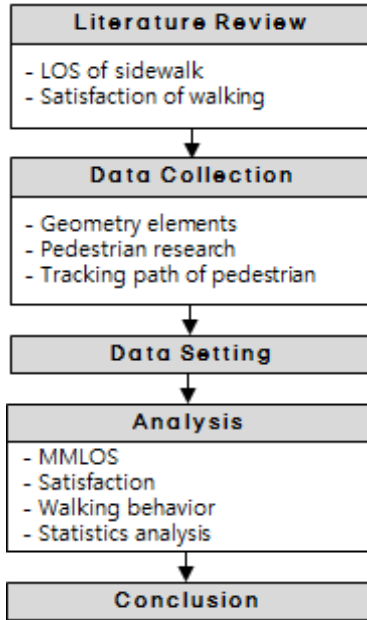 Literature Review
- LOS of sidewalk
- Satisfaction of walking
Data Collection
- Geometry elements
- Pedestrian research
- Tracking path of pedestrian
Data Setting
Analysis
- MMLOS
- Satisfaction
- Walking behavior
- Statistics analysis
Conclusion